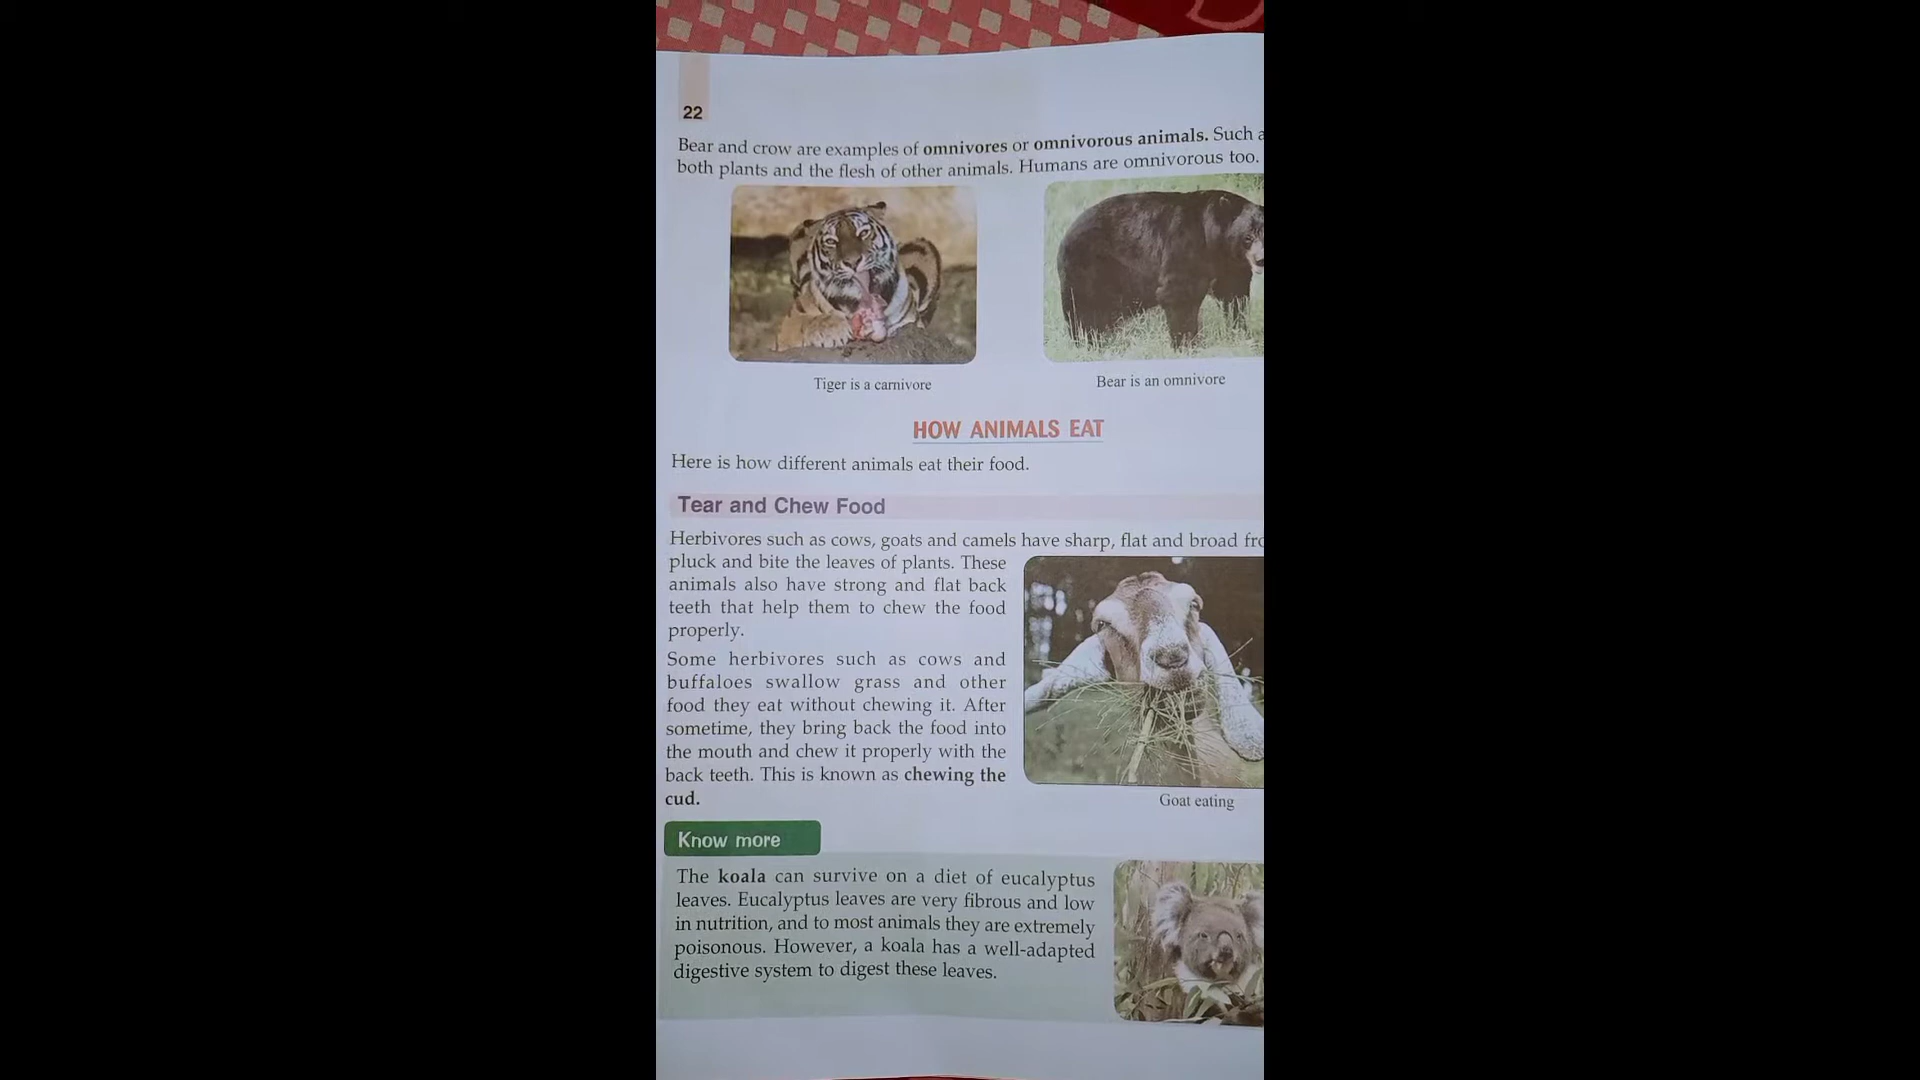 22
Bear and crow are examples of omnivores or omnivorous animals. Such
both plants and the flesh of other animals. Humans are omnivorous too.
Tiger is a carnivore
Bear is an omnivore
HOW ANIMALS EAT
Here is how different animals eat their food.
Tear and Chew Food
Herbivores such as cows, goats and camels have sharp, flat and broad
pluck and bite the leaves of plants. These
animals also have strong and flat back
teeth that help them to chew the food
properly.
Some herbivores such as cows and
buffaloes swallow grass and other
food they eat without chewing it. After
sometime, they bring back the food into
the mouth and chew it properly with the
back teeth. This is known as chewing the
cud.
Goat eating
Know more
The koala can survive on a diet of eucalyptus
leaves. Eucalyptus leaves are very fibrous and low
in nutrition, and to most animals they are extremely
poisonous. However, a koala has a well-adapted
digestive system to digest these leaves.